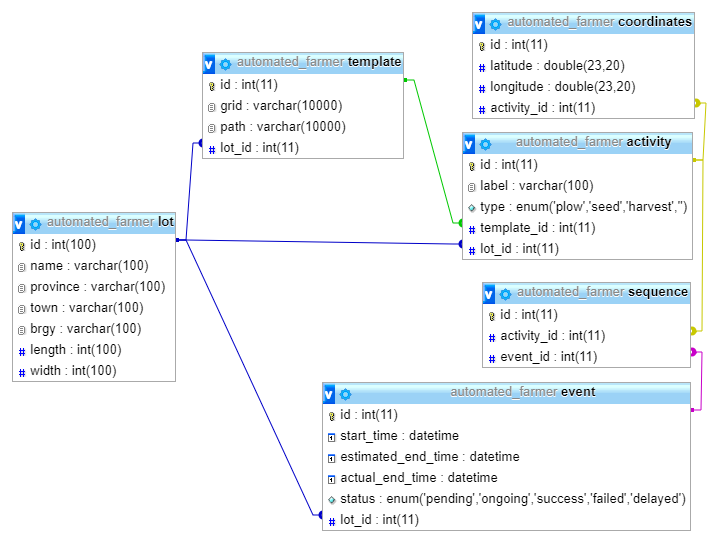 automated_farmer coordinates
id : int(11)
latitude : double(23,20)
longitude : double(23,20)
activity_id : int(11)
automated_farmer template
id : int(11)
grid : varchar(10000)
path : varchar(10000)
lot_id : int(11)
automated_farmer activity
id : int(11)
label : varchar(100)
type : enum('plow','seed','harvest','')
template_id : int(11)
lot_id : int(11)
automated_farmer lot
id : int(100)
name : varchar(100)
province : varchar(100)
town : varchar(100)
brgy : varchar(100)
length : int(100)
width : int(100)
automated_farmer sequence
id : int(11)
activity_id : int(11)
event_id : int(11)
automated_farmer event
id : int(11)
start_time : datetime
estimated_end_time : datetime
actual_end_time : datetime
status : enum('pending','ongoing','success','failed','delayed')
lot_id : int(11)